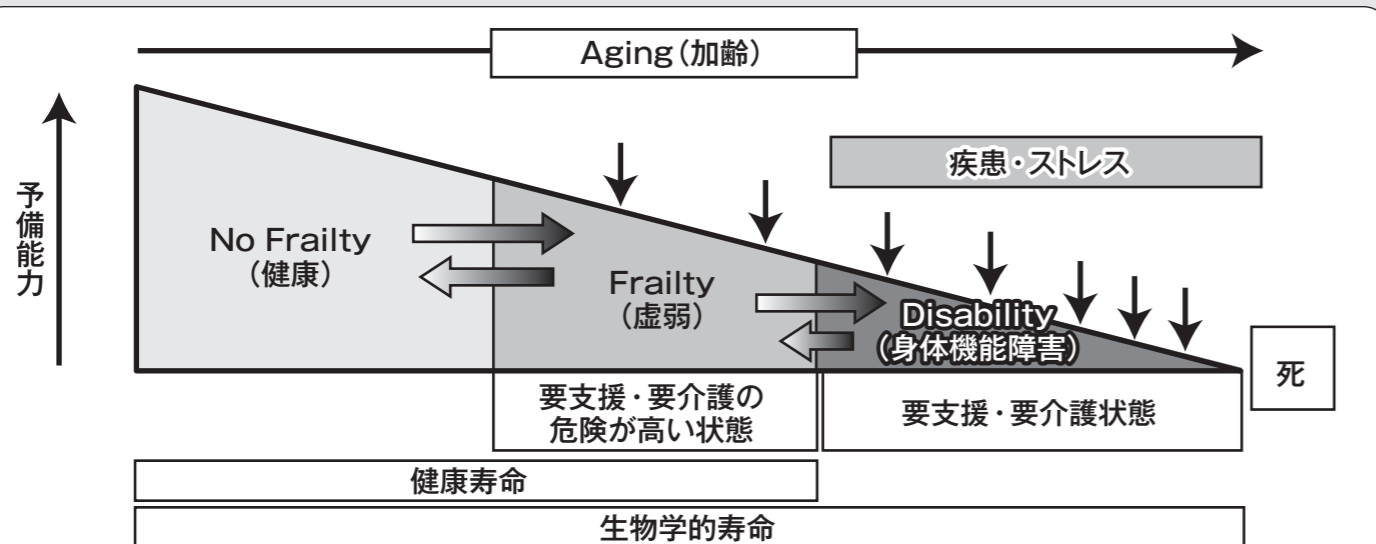 Aging（加齢）
疾患・ストレス
予備能力
No Frailty
（健康）
Frailty
（虚弱）
Disability
（身体機能障害）
死
要支援・要介護の
危険が高い状態
要支援・要介護状態
健康寿命
生物学的寿命